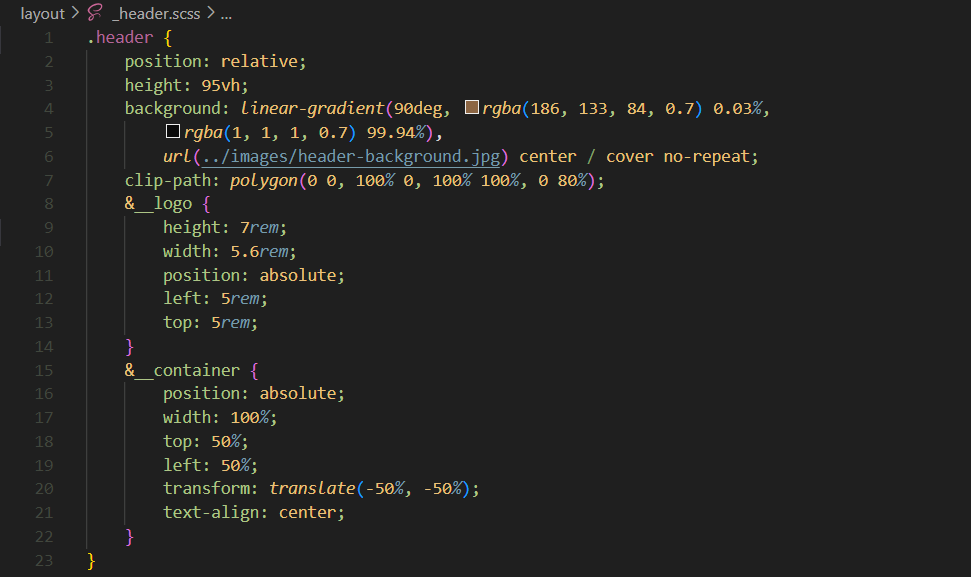 layout > _header.scss > ...
1 .header {
2 position: relative;
3 height: 95vh;
4 background: linear-gradient(90deg, rgba(186, 133, 84, 0.7) 0.03%,
5 rgba(1, 1, 1, 0.7) 99.94%),
6 url(../images/header-background.jpg) center / cover no-repeat;
7 clip-path: polygon(0 0, 100% 0, 100% 100%, 0 80%);
8 &__logo {
9 height: 7rem;
10 width: 5.6rem;
11 position: absolute;
12 left: 5rem;
13 top: 5rem;
14 }
15 &__container {
16 position: absolute;
17 width: 100%;
18 top: 50%;
19 left: 50%;
20 transform: translate(-50%, -50%);
21 text-align: center;
22 }
23 }